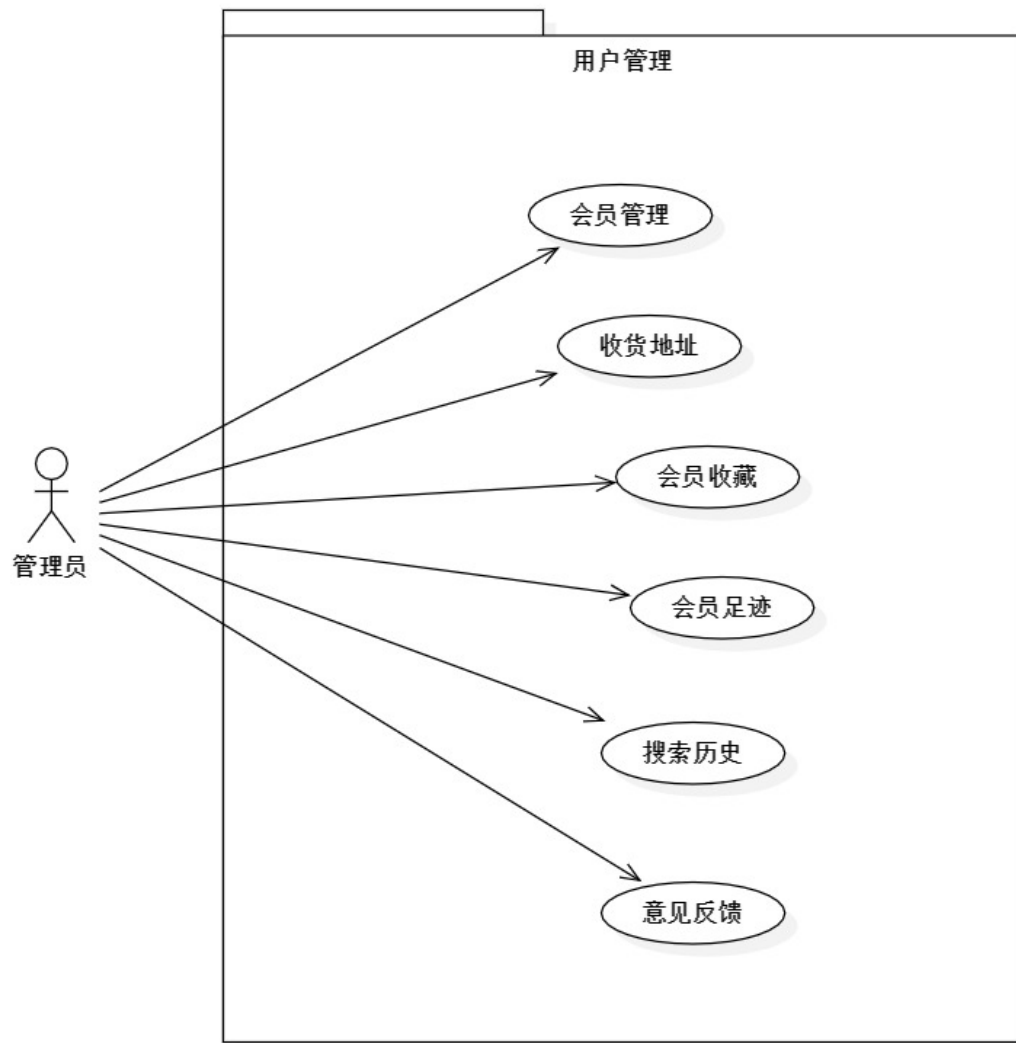 用户管理
会员管理
收货地址
会员收藏
管理员
会员足迹
搜索历史
意见反馈